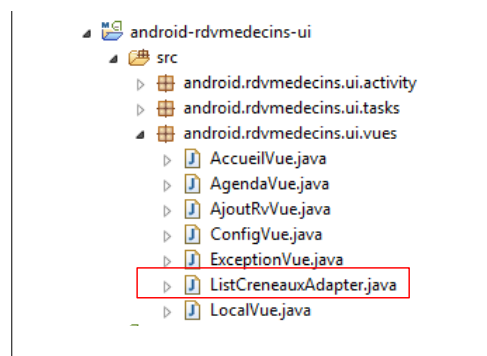 android-rdvmedecins-ui
src
android.rdvmedecins.ui.activity
android.rdvmedecins.ui.tasks
android.rdvmedecins.ui.vues
AccueilVue.java
AgendaVue.java
AjoutRvVue.java
ConfigVue.java
ExceptionVue.java
ListCreneauxAdapter.java
LocalVue.java